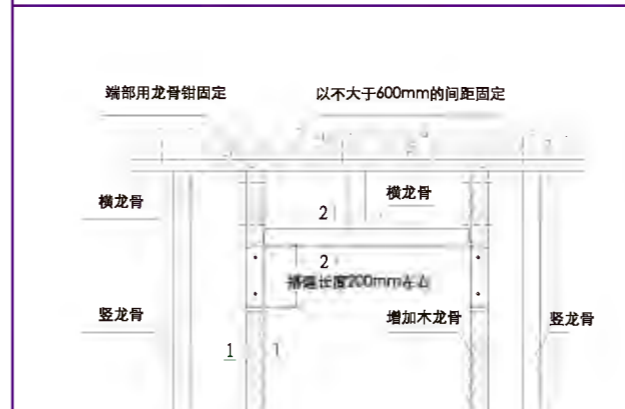 端部用龙骨钳固定
以不大于600mm的间距固定
横龙骨
横龙骨
2
2
搭链长度200mm左右
竖龙骨
增加木龙骨
竖龙骨
1
1